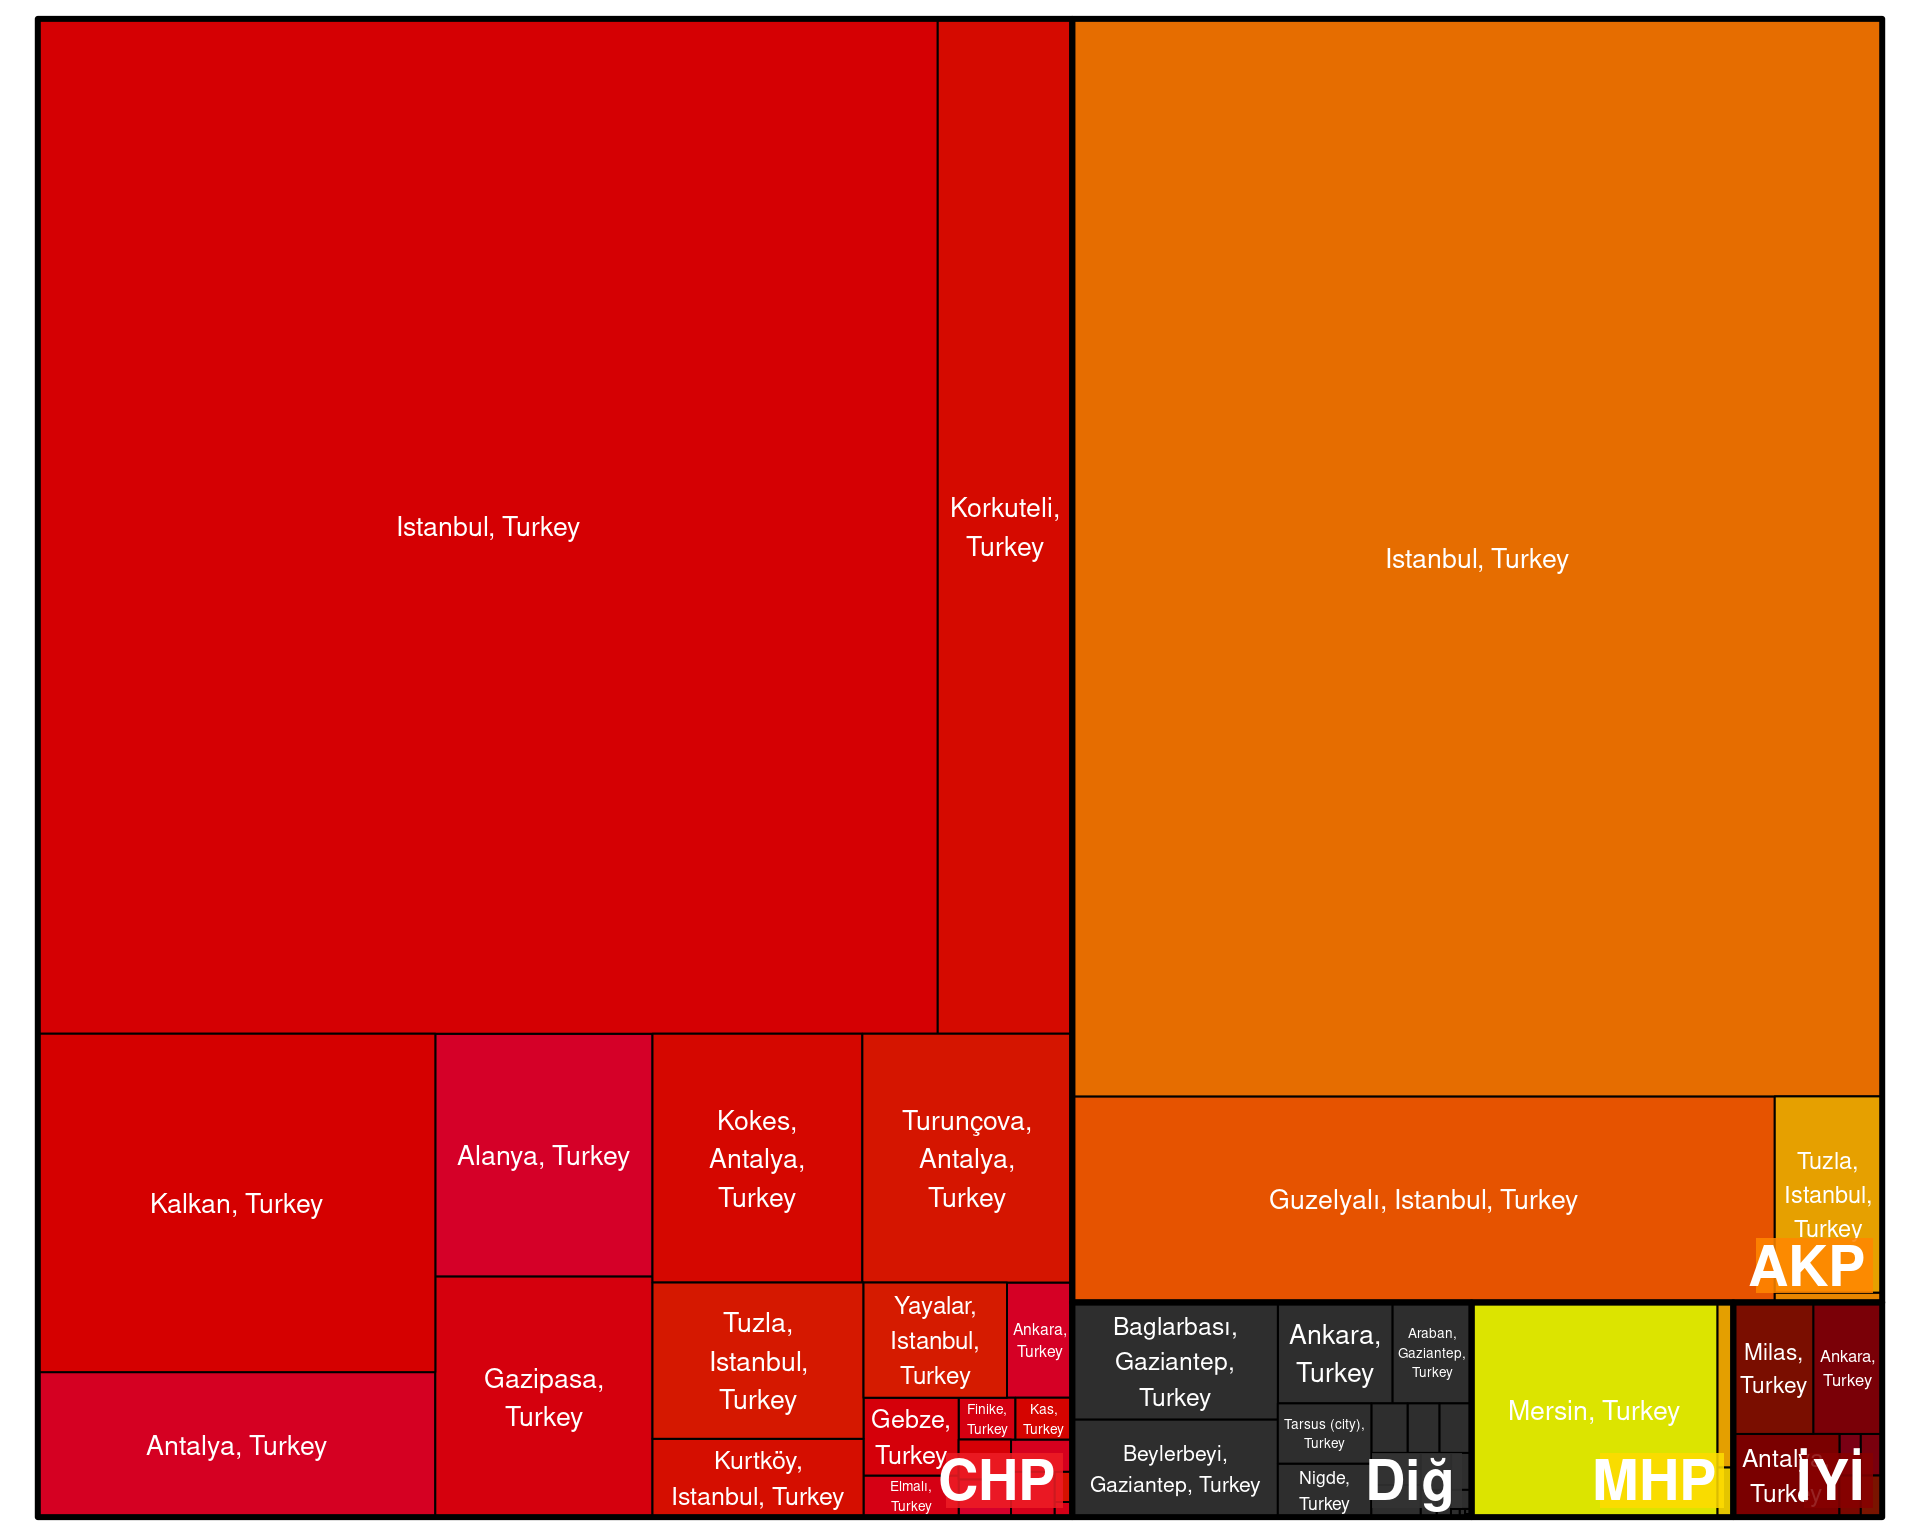 Istanbul, Turkey
Korkuteli,
Turkey
Kalkan, Turkey
Antalya, Turkey
Alanya, Turkey
Gazipasa,
Turkey
Kokes,
Antalya,
Turkey
Turunçova,
Antalya,
Turkey
Tuzla,
Istanbul,
Turkey
Kurtköy,
Istanbul, Turkey
Yayalar,
Istanbul,
Turkey
Ankara,
Turkey
Gebze,
Turkey
Finike,
Turkey
Kas,
Turkey
Elmalı,
Turkey
CHP
Istanbul, Turkey
Guzelyalı, Istanbul, Turkey
Tuzla,
Istanbul,
Turkey
AKP
Baglarbası,
Gaziantep,
Turkey
Beylerbeyi,
Gaziantep, Turkey
Ankara,
Turkey
Araban,
Gaziantep,
Turkey
Tarsus (city),
Turkey
Nigde,
Turkey
Diğ
Mersin, Turkey
MHP
Milas,
Turkey
Ankara,
Turkey
Antalya,
Turkey
İYİ